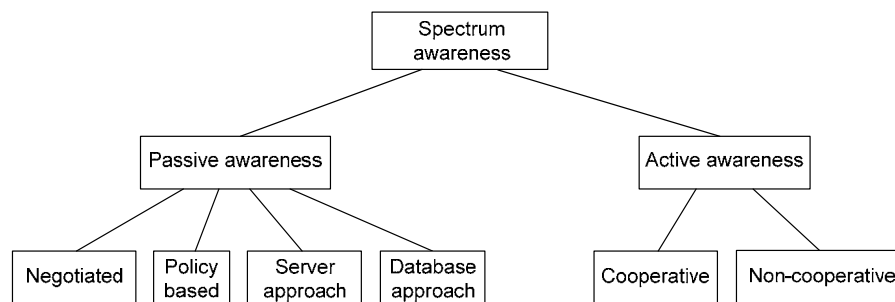 Spectrum
awareness
Passive awareness
Active awareness
Negotiated
Policy
based
Server
approach
Database
approach
Cooperative
Non-cooperative